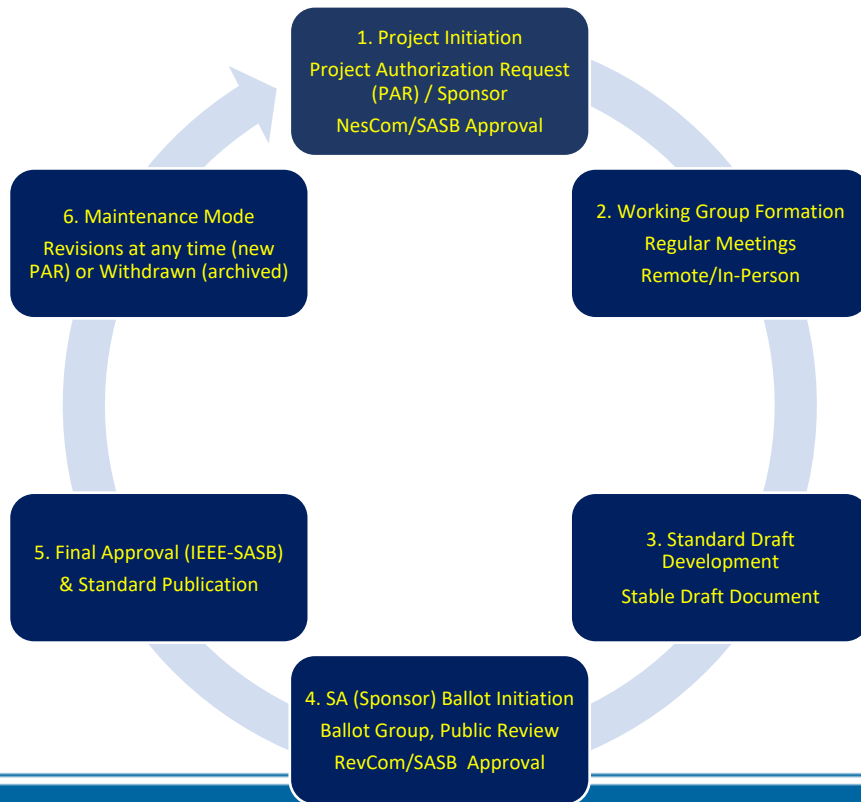 1. Project Initiation
Project Authorization Request
(PAR) / Sponsor
NesCom/SASB Approval
2. Working Group Formation
Regular Meetings
Remote/In-Person
3. Standard Draft
Development
Stable Draft Document
4. SA (Sponsor) Ballot Initiation
Ballot Group, Public Review
RevCom/SASB Approval
5. Final Approval (IEEE-SASB)
& Standard Publication
6. Maintenance Mode
Revisions at any time (new
PAR) or Withdrawn (archived)